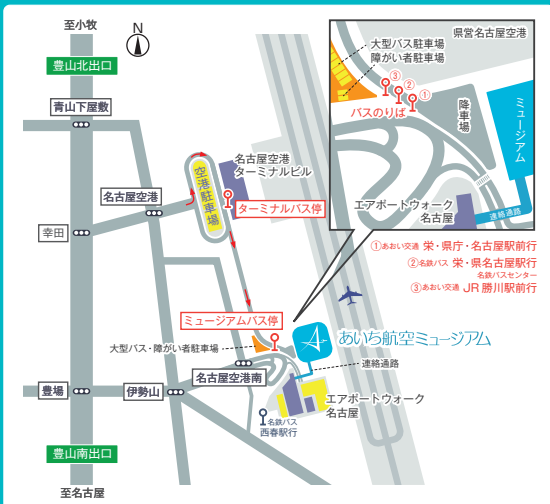 至小牧
N
豊山北出口
青山下屋敷
名古屋空港
幸田
空港駐車場
名古屋空港
ターミナルビル
ターミナルバス停
ミュージアムバス停
大型バス・障がい者駐車場
名古屋空港南
豊場
伊勢山
豊山南出口
至名古屋
名鉄バス
西春駅行
あいち航空ミュージアム
連絡通路
エアポートウォーク
名古屋
県営名古屋空港
大型バス駐車場
障がい者駐車場
③
②
①
バスのりば
降車場
ミュージアム
エアポートウォーク
名古屋
連絡通路
①あおい交通 栄・県庁・名古屋駅前行
②名鉄バス 栄・県名古屋駅行
名鉄バスセンター
③あおい交通 JR勝川駅前行